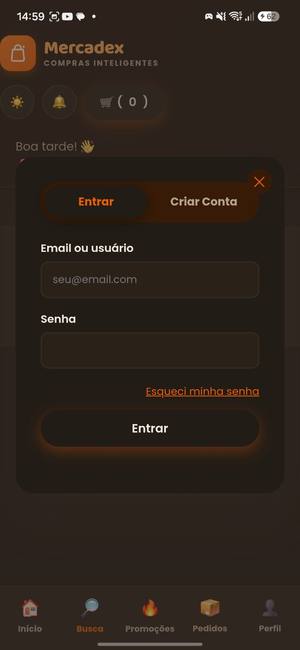 14:59
62
Mercadex
COMPRAS INTELIGENTES
( 0 )
Boa tarde! 👋
Entrar
Criar Conta
Email ou usuário
seu@email.com
Senha
Esqueci minha senha
Entrar
Início
Busca
Promoções
Pedidos
Perfil